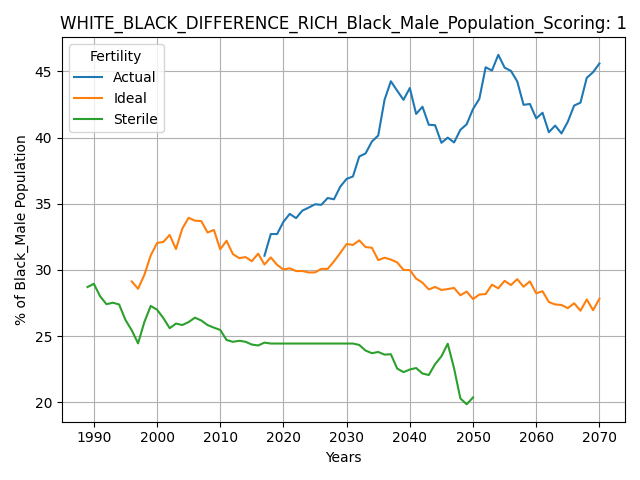 WHITE_BLACK_DIFFERENCE_RICH_Black_Male_Population_Scoring: 1
Fertility
Actual
Ideal
Sterile
% of Black_Male Population
45
40
35
30
25
20
1990 2000 2010 2020 2030 2040 2050 2060 2070
Years